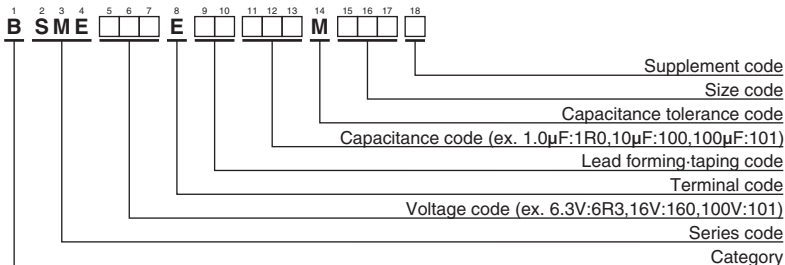 1 2 3 4 5 6 7 8 9 10 11 12 13 14 15 16 17 18
B SME □□□ E □□ □□□ M □□□ □
Supplement code
Size code
Capacitance tolerance code
Capacitance code (ex. 1.0µF:1R0,10µF:100,100µF:101)
Lead forming·taping code
Terminal code
Voltage code (ex. 6.3V:6R3,16V:160,100V:101)
Series code
Category